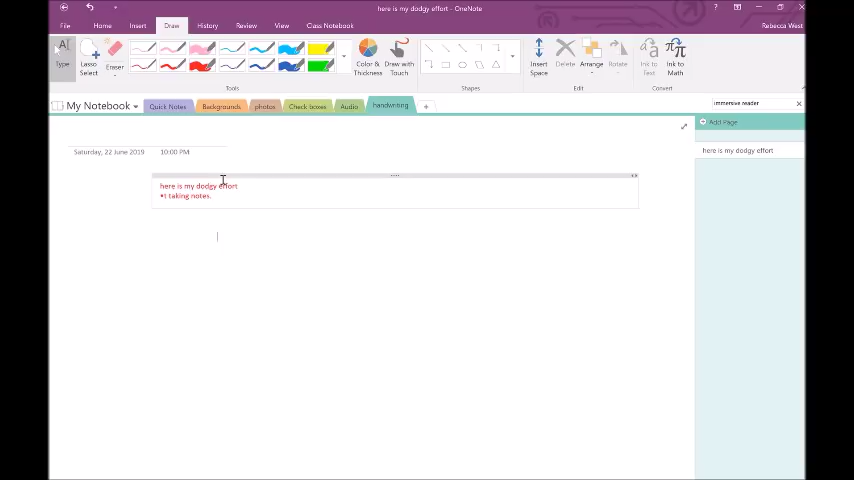 here is my dodgy effort - OneNote
Rebecca West
File Home Insert Draw History Review View Class Notebook
Type
Lasso Select
Eraser
Color & Thickness
Draw with Touch
Insert Space
Delete
Arrange
Rotate
Ink to Text
Ink to Math
Tools
Shapes
Edit
Convert
My Notebook
Quick Notes Backgrounds photos Check boxes Audio handwriting
immersive reader
Add Page
here is my dodgy effort
Saturday, 22 June 2019 10:00 PM
here is my dodgy effort
•t taking notes.